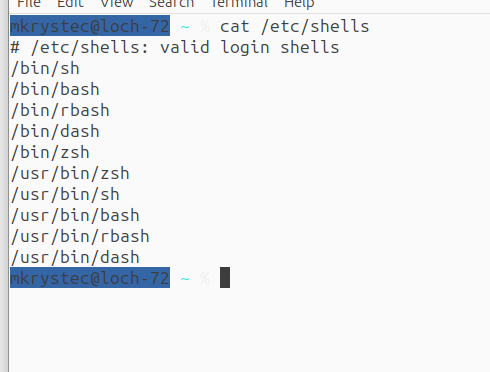 File Edit View Search Terminal Help
mkrystec@loch-72 ~ % cat /etc/shells
# /etc/shells: valid login shells
/bin/sh
/bin/bash
/bin/rbash
/bin/dash
/bin/zsh
/usr/bin/zsh
/usr/bin/sh
/usr/bin/bash
/usr/bin/rbash
/usr/bin/dash
mkrystec@loch-72 ~ %